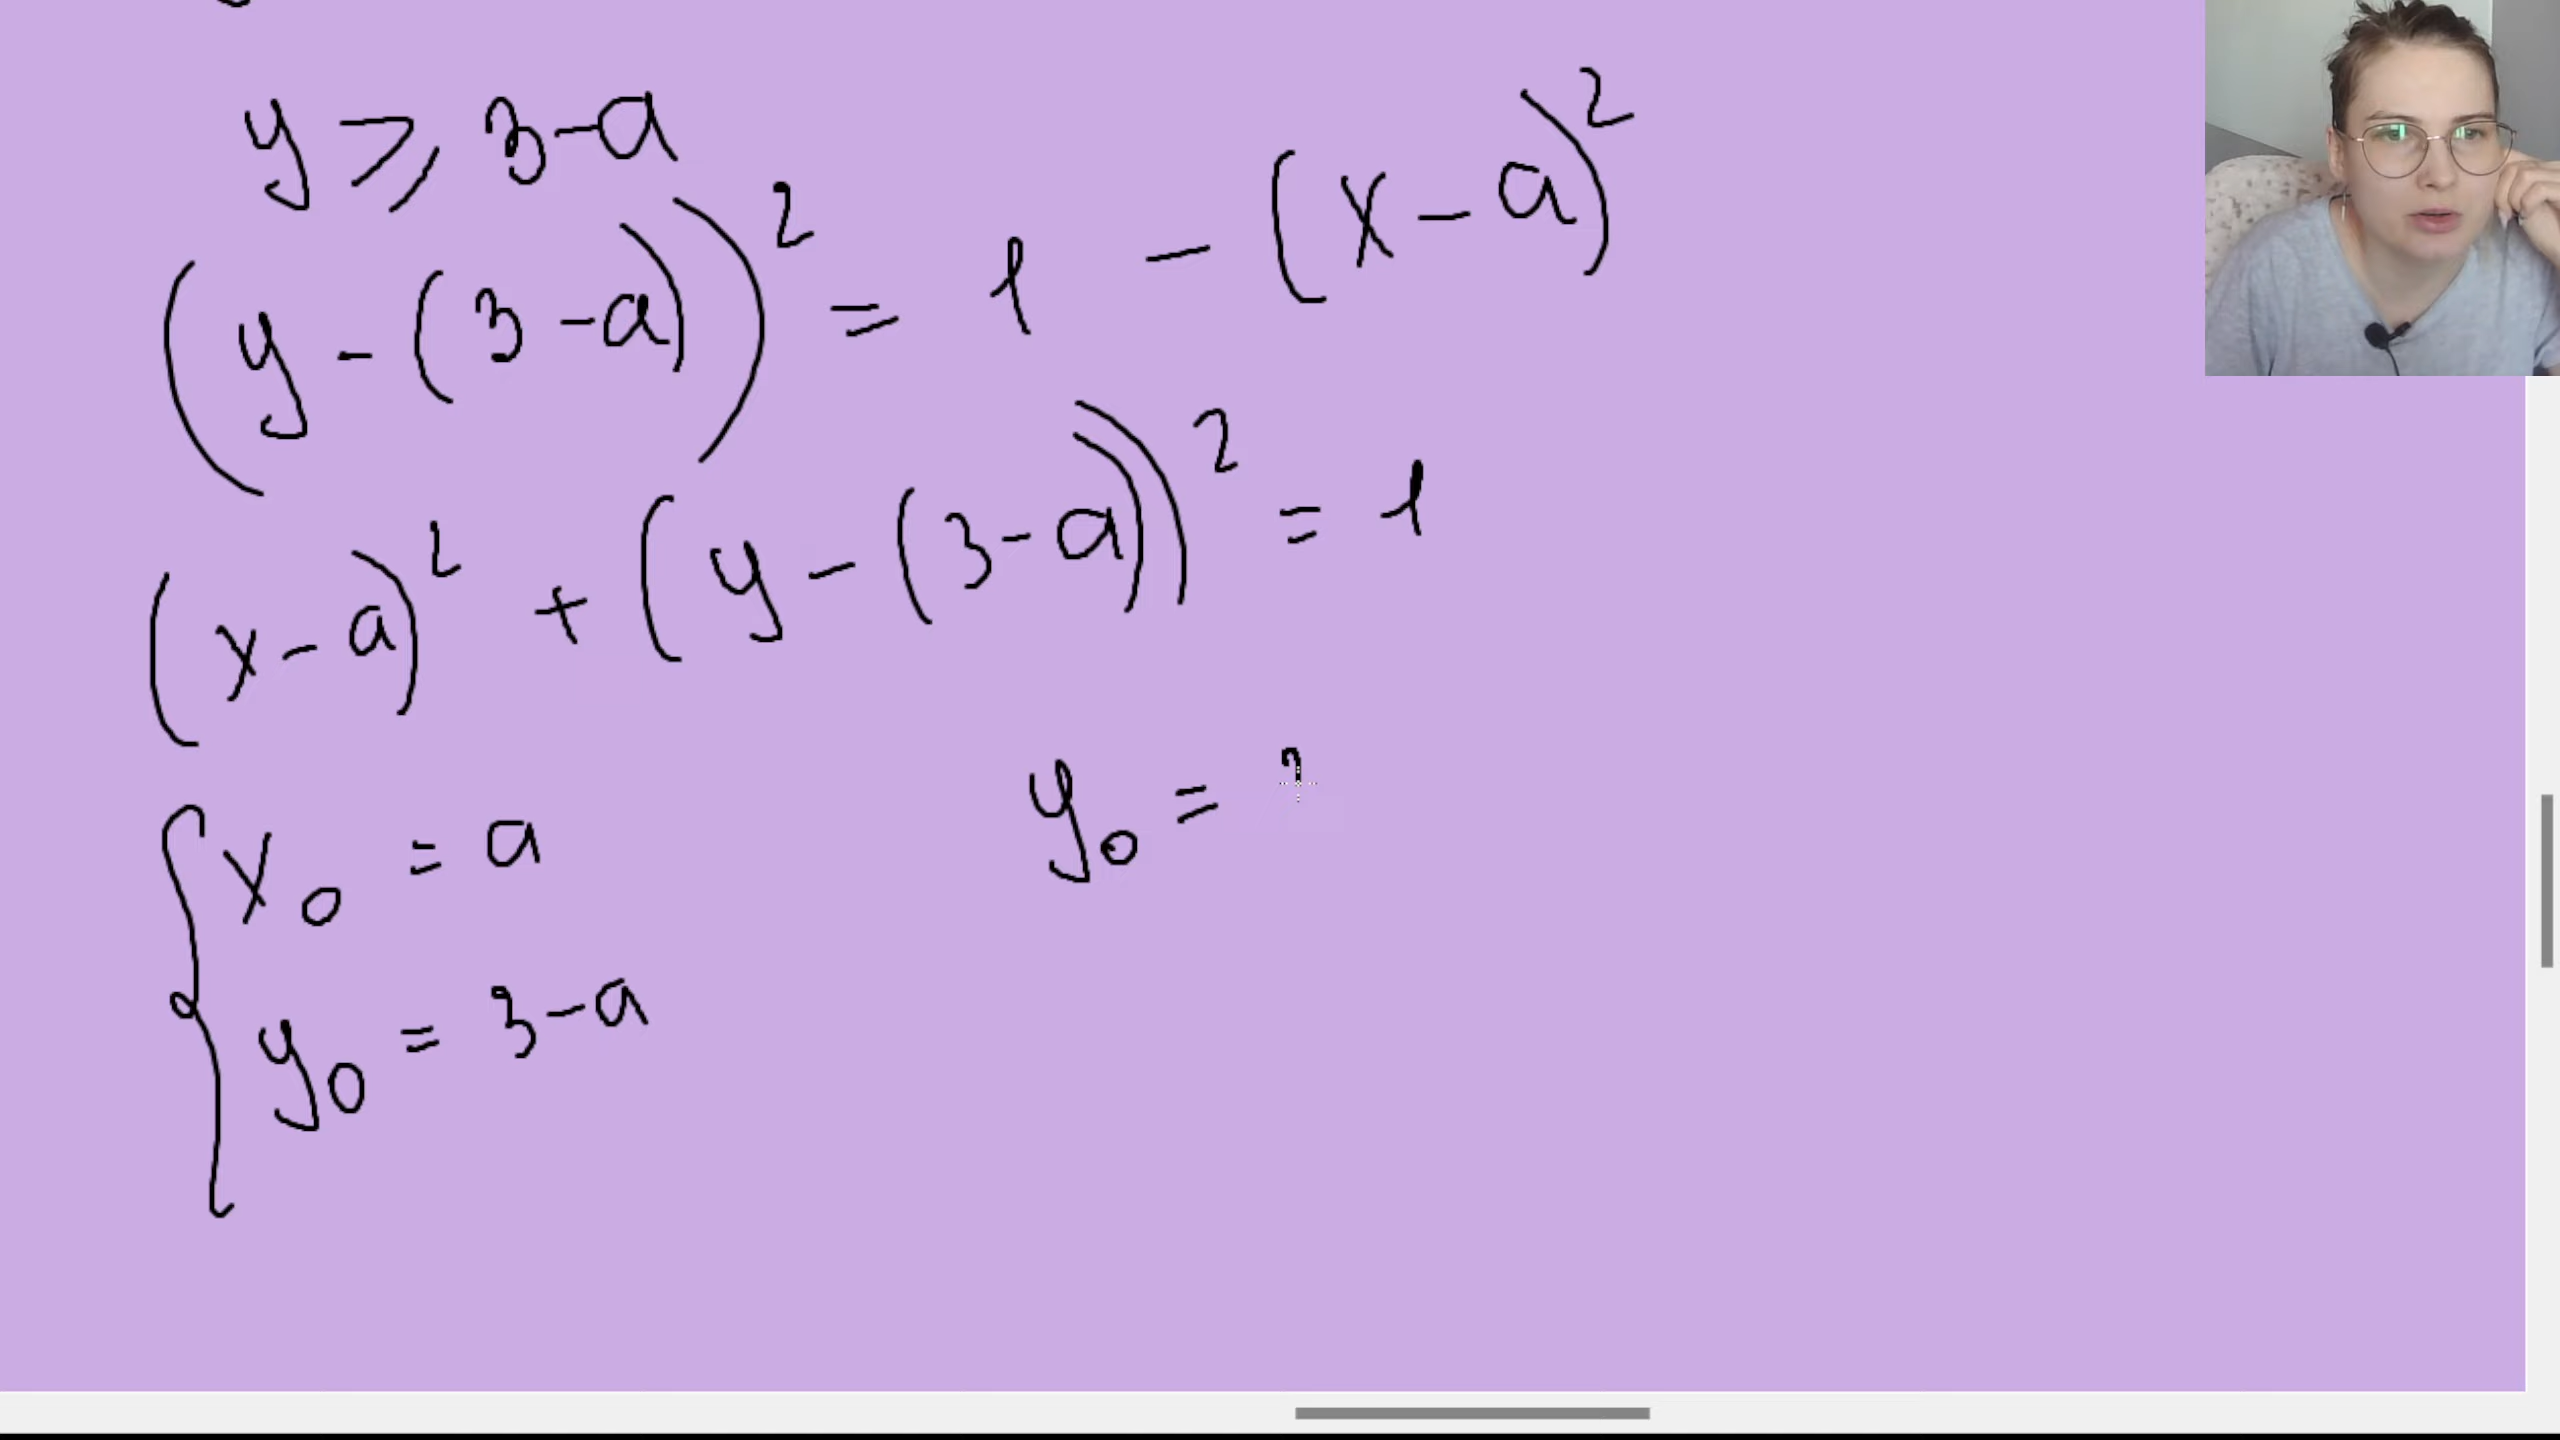 y ⩾ 3-a
(y - (3-a))² = 1 - (x-a)²
(x-a)² + (y - (3-a))² = 1
x₀ = a
y₀ = 3-a
y₀ =